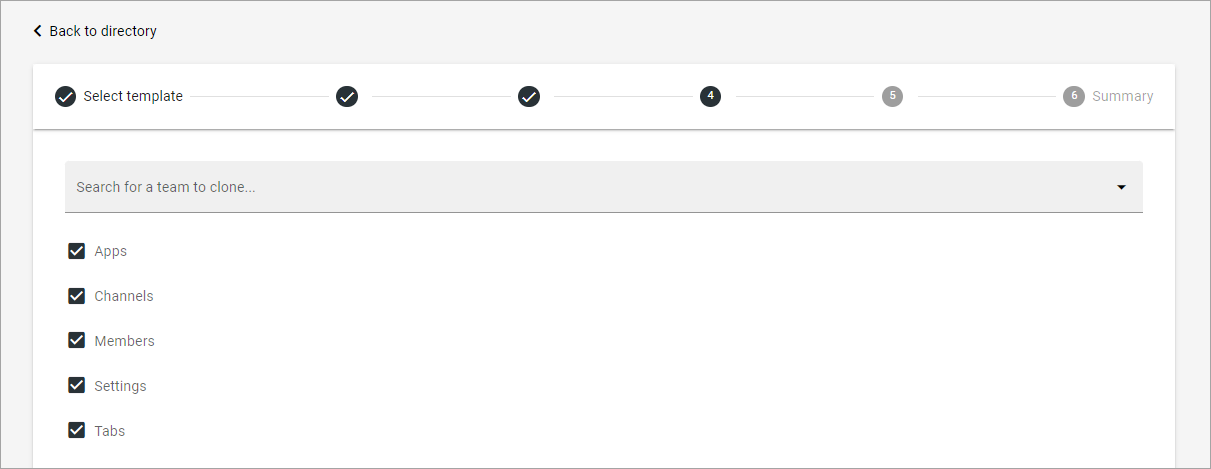 Back to directory
Select template 4 5 6 Summary
Search for a team to clone...
Apps
Channels
Members
Settings
Tabs